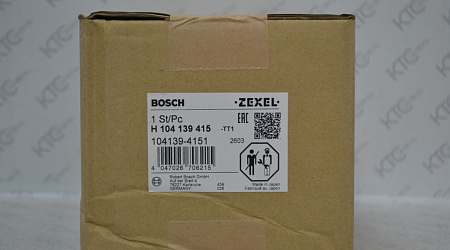 BOSCH
ZEXEL
1 St/Pc
H 104 139 415 -TT1
EAC
104139-4151
2603
4 047026 706215
Robert Bosch GmbH
Auf der Breit 4
76227 Karlsruhe
GERMANY
Made in Japan
Fabriqué au Japon
KTC